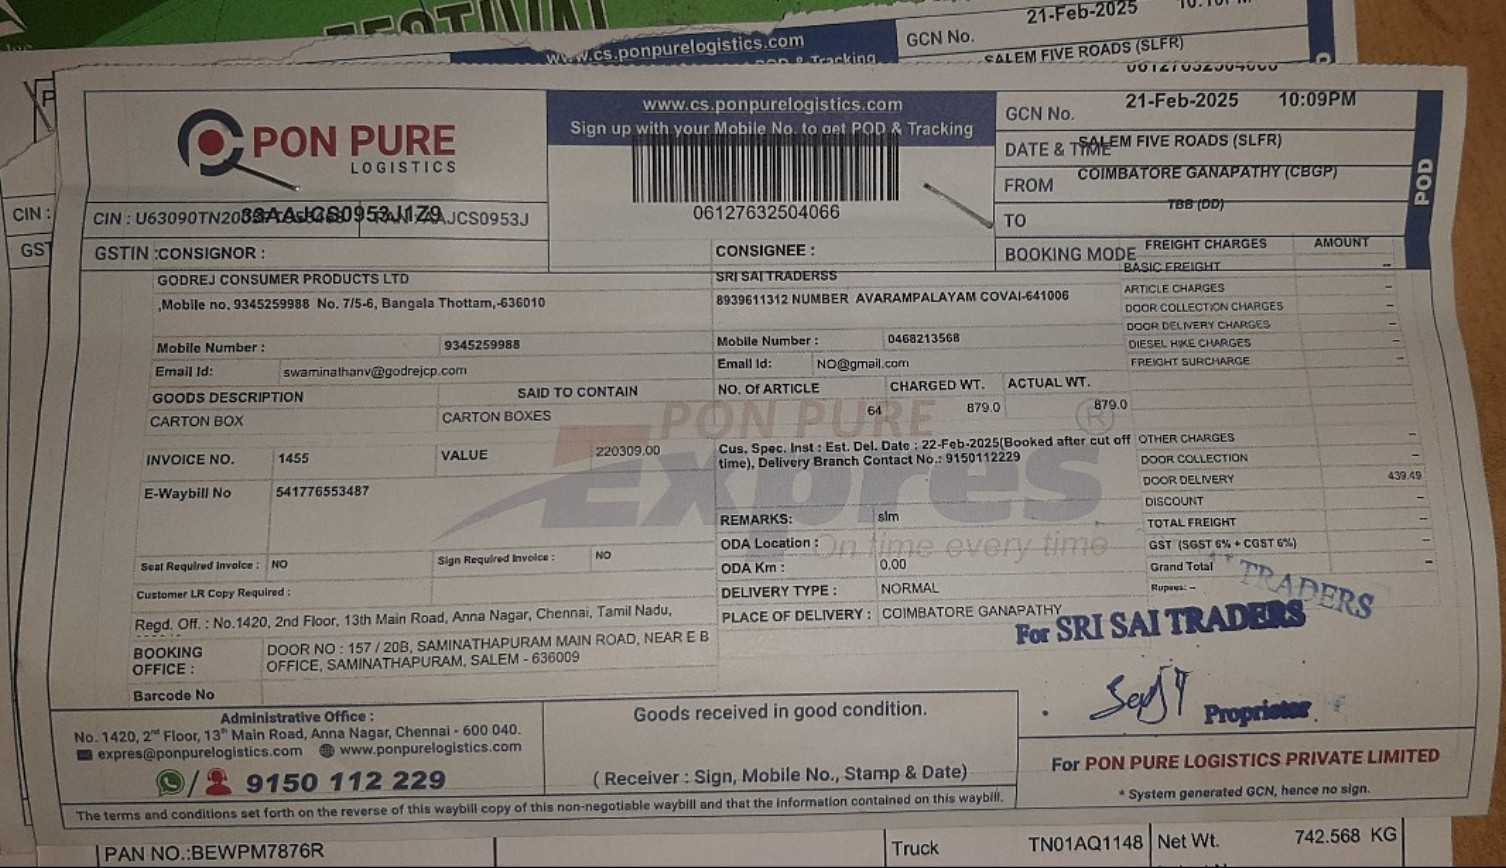 FESTIVAL
21-Feb-2025
www.cs.ponpurelogistics.com
GCN No.
SALEM FIVE ROADS (SLFR)
& Tracking
PON PURE
LOGISTICS
www.cs.ponpurelogistics.com
Sign up with your Mobile No. to get POD & Tracking
06127632504066
GCN No.
21-Feb-2025 10:09PM
DATE & TIME
SALEM FIVE ROADS (SLFR)
FROM
COIMBATORE GANAPATHY (CBGP)
TO
TBB (DD)
BOOKING MODE
POD
CIN :
GST
CIN : U63090TN20
33AAJCS0953J1Z9
AAJCS0953J
GSTIN :
CONSIGNOR :
CONSIGNEE :
FREIGHT CHARGES AMOUNT
GODREJ CONSUMER PRODUCTS LTD
,Mobile no. 9345259988 No. 7/5-6, Bangala Thottam,-636010
SRI SAI TRADERSS
8939611312 NUMBER AVARAMPALAYAM COVAI-641006
BASIC FREIGHT –
ARTICLE CHARGES –
DOOR COLLECTION CHARGES –
DOOR DELIVERY CHARGES –
DIESEL HIKE CHARGES –
FREIGHT SURCHARGE –
Mobile Number : 9345259988
Mobile Number : 0468213568
Email Id: swaminathanv@godrejcp.com
Email Id: NO@gmail.com
GOODS DESCRIPTION SAID TO CONTAIN
NO. Of ARTICLE CHARGED WT. ACTUAL WT.
CARTON BOX CARTON BOXES
64 879.0 879.0
PON PURE
Expres
On time every time
INVOICE NO. 1455 VALUE 220309.00
Cus. Spec. Inst : Est. Del. Date : 22-Feb-2025(Booked after cut off
time), Delivery Branch Contact No.: 9150112229
OTHER CHARGES –
DOOR COLLECTION –
DOOR DELIVERY 439.49
DISCOUNT –
TOTAL FREIGHT –
GST (SGST 6% + CGST 6%) –
Grand Total –
Rupees: –
E-Waybill No 541776553487
REMARKS: slm
ODA Location :
ODA Km : 0.00
DELIVERY TYPE : NORMAL
PLACE OF DELIVERY : COIMBATORE GANAPATHY
Seal Required Invoice : NO Sign Required Invoice : NO
Customer LR Copy Required :
Regd. Off. : No.1420, 2nd Floor, 13th Main Road, Anna Nagar, Chennai, Tamil Nadu,
BOOKING OFFICE :
DOOR NO : 157 / 20B, SAMINATHAPURAM MAIN ROAD, NEAR E B
OFFICE, SAMINATHAPURAM, SALEM - 636009
Barcode No
TRADERS
For SRI SAI TRADERS
Proprietor
Administrative Office :
No. 1420, 2nd Floor, 13th Main Road, Anna Nagar, Chennai - 600 040.
expres@ponpurelogistics.com www.ponpurelogistics.com
9150 112 229
Goods received in good condition.
( Receiver : Sign, Mobile No., Stamp & Date)
For PON PURE LOGISTICS PRIVATE LIMITED
* System generated GCN, hence no sign.
The terms and conditions set forth on the reverse of this waybill copy of this non-negotiable waybill and that the information contained on this waybill.
PAN NO.:BEWPM7876R
Truck TN01AQ1148 Net Wt. 742.568 KG